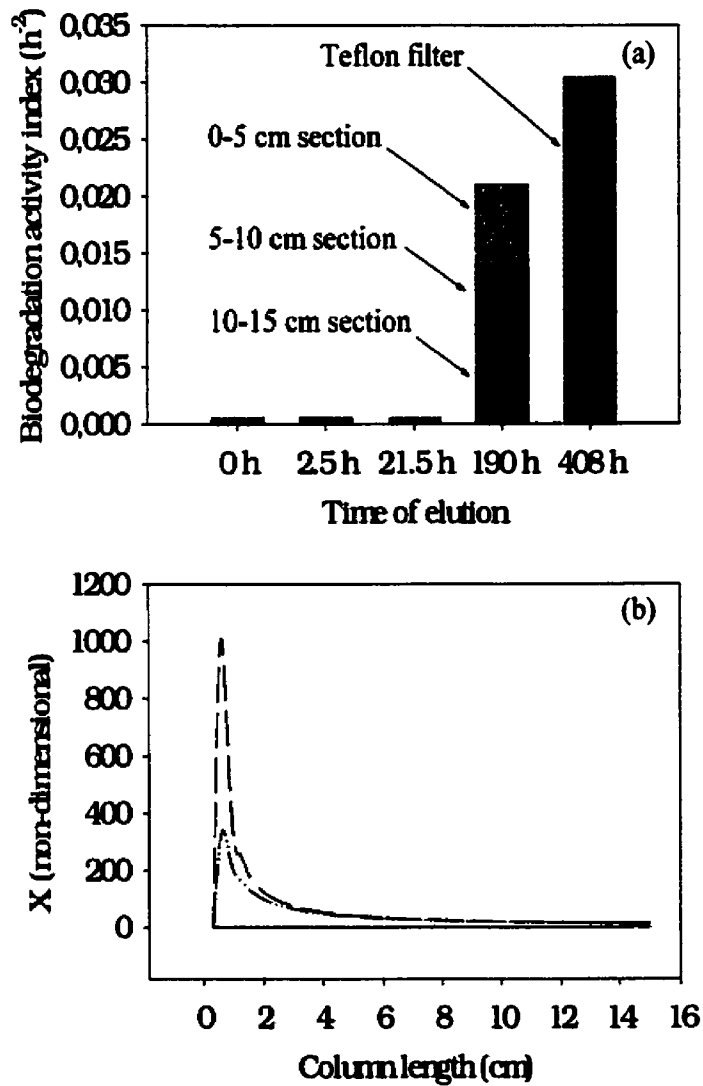 Biodegradation activity index (h-2)
0,035
0,030
0,025
0,020
0,015
0,010
0,005
0,000
(a)
Teflon filter
0-5 cm section
5-10 cm section
10-15 cm section
0 h 2.5 h 21.5 h 190 h 408 h
Time of elution
X (non-dimensional)
1200
1000
800
600
400
200
0
(b)
0 2 4 6 8 10 12 14 16
Column length (cm)